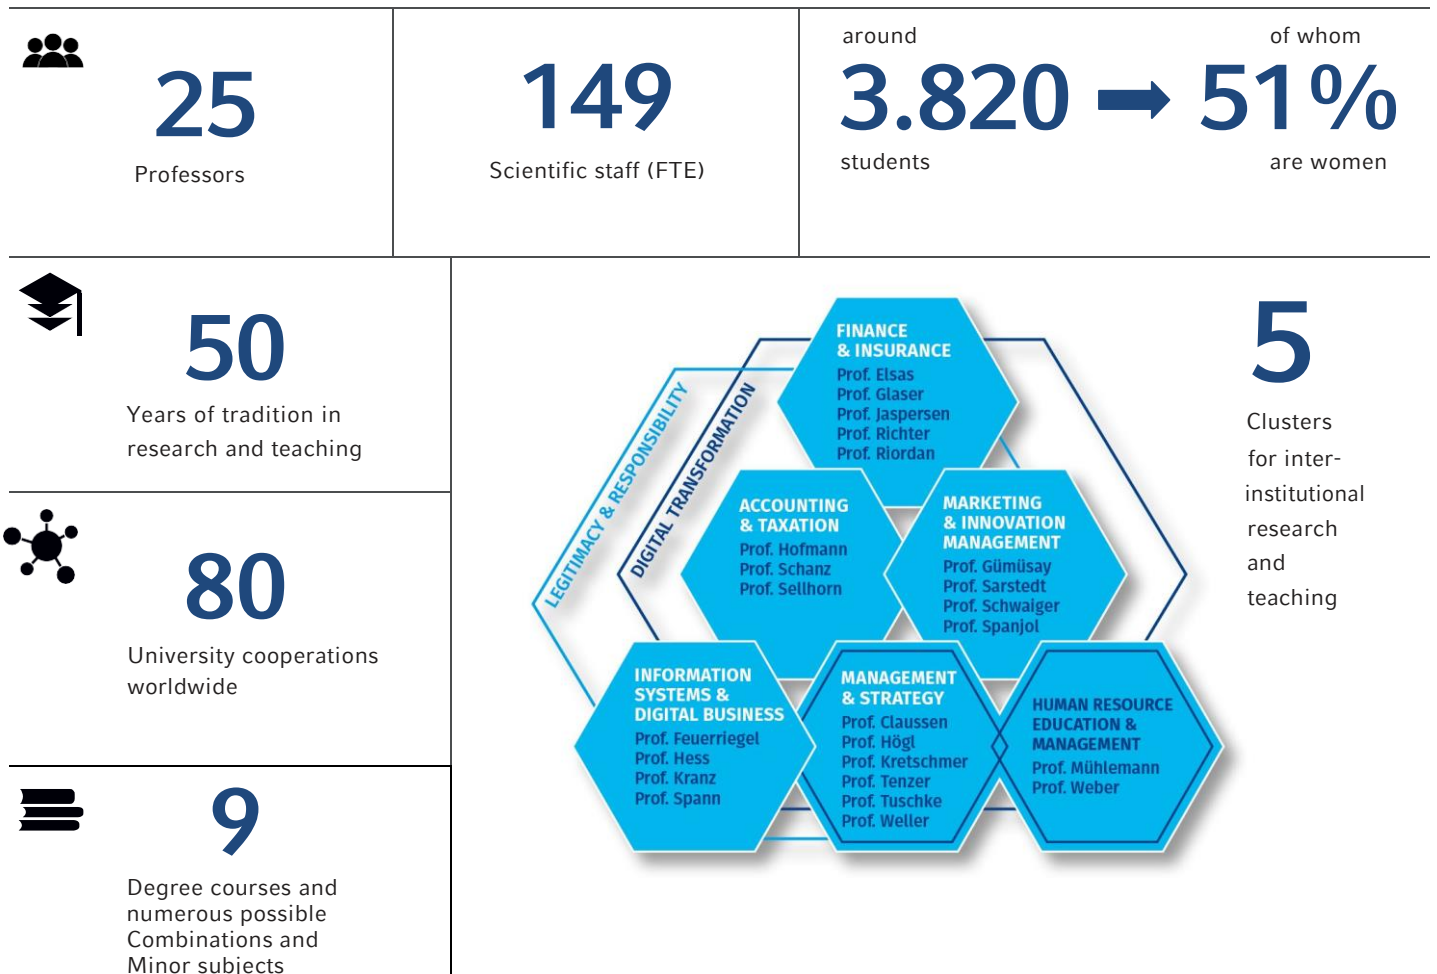 25
Professors
149
Scientific staff (FTE)
around
3.820
students
of whom
51%
are women
50
Years of tradition in
research and teaching
80
University cooperations
worldwide
9
Degree courses and
numerous possible
Combinations and
Minor subjects
LEGITIMACY & RESPONSIBILITY
DIGITAL TRANSFORMATION
FINANCE
& INSURANCE
Prof. Elsas
Prof. Glaser
Prof. Jaspersen
Prof. Richter
Prof. Riordan
ACCOUNTING
& TAXATION
Prof. Hofmann
Prof. Schanz
Prof. Sellhorn
MARKETING
& INNOVATION
MANAGEMENT
Prof. Gümüsay
Prof. Sarstedt
Prof. Schwaiger
Prof. Spanjol
INFORMATION
SYSTEMS &
DIGITAL BUSINESS
Prof. Feuerriegel
Prof. Hess
Prof. Kranz
Prof. Spann
MANAGEMENT
& STRATEGY
Prof. Claussen
Prof. Högl
Prof. Kretschmer
Prof. Tenzer
Prof. Tuschke
Prof. Weller
HUMAN RESOURCE
EDUCATION &
MANAGEMENT
Prof. Mühlemann
Prof. Weber
5
Clusters
for inter-
institutional
research
and
teaching